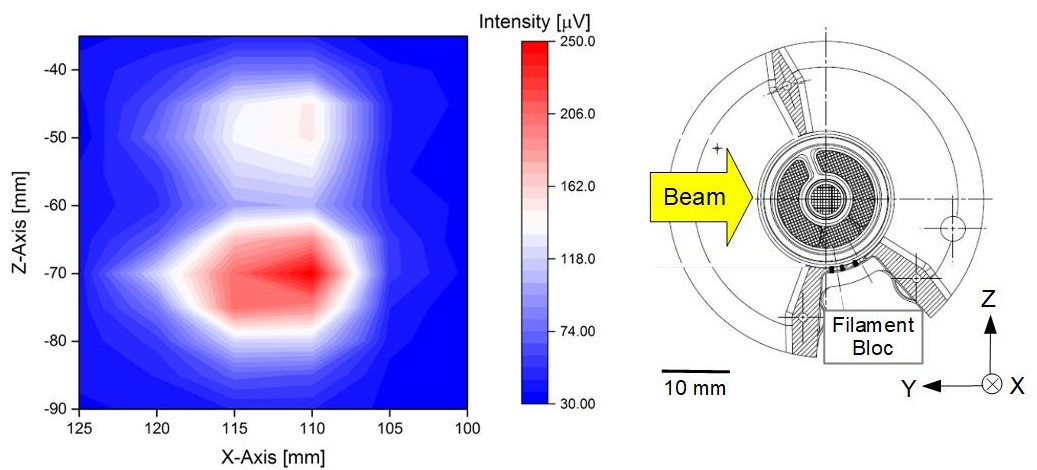 Intensity [µV]
250.0
206.0
162.0
118.0
74.00
30.00
-40
-50
-60
-70
-80
-90
125
120
115
110
105
100
Z-Axis [mm]
X-Axis [mm]
Beam
Filament
Bloc
10 mm
Z
Y
X